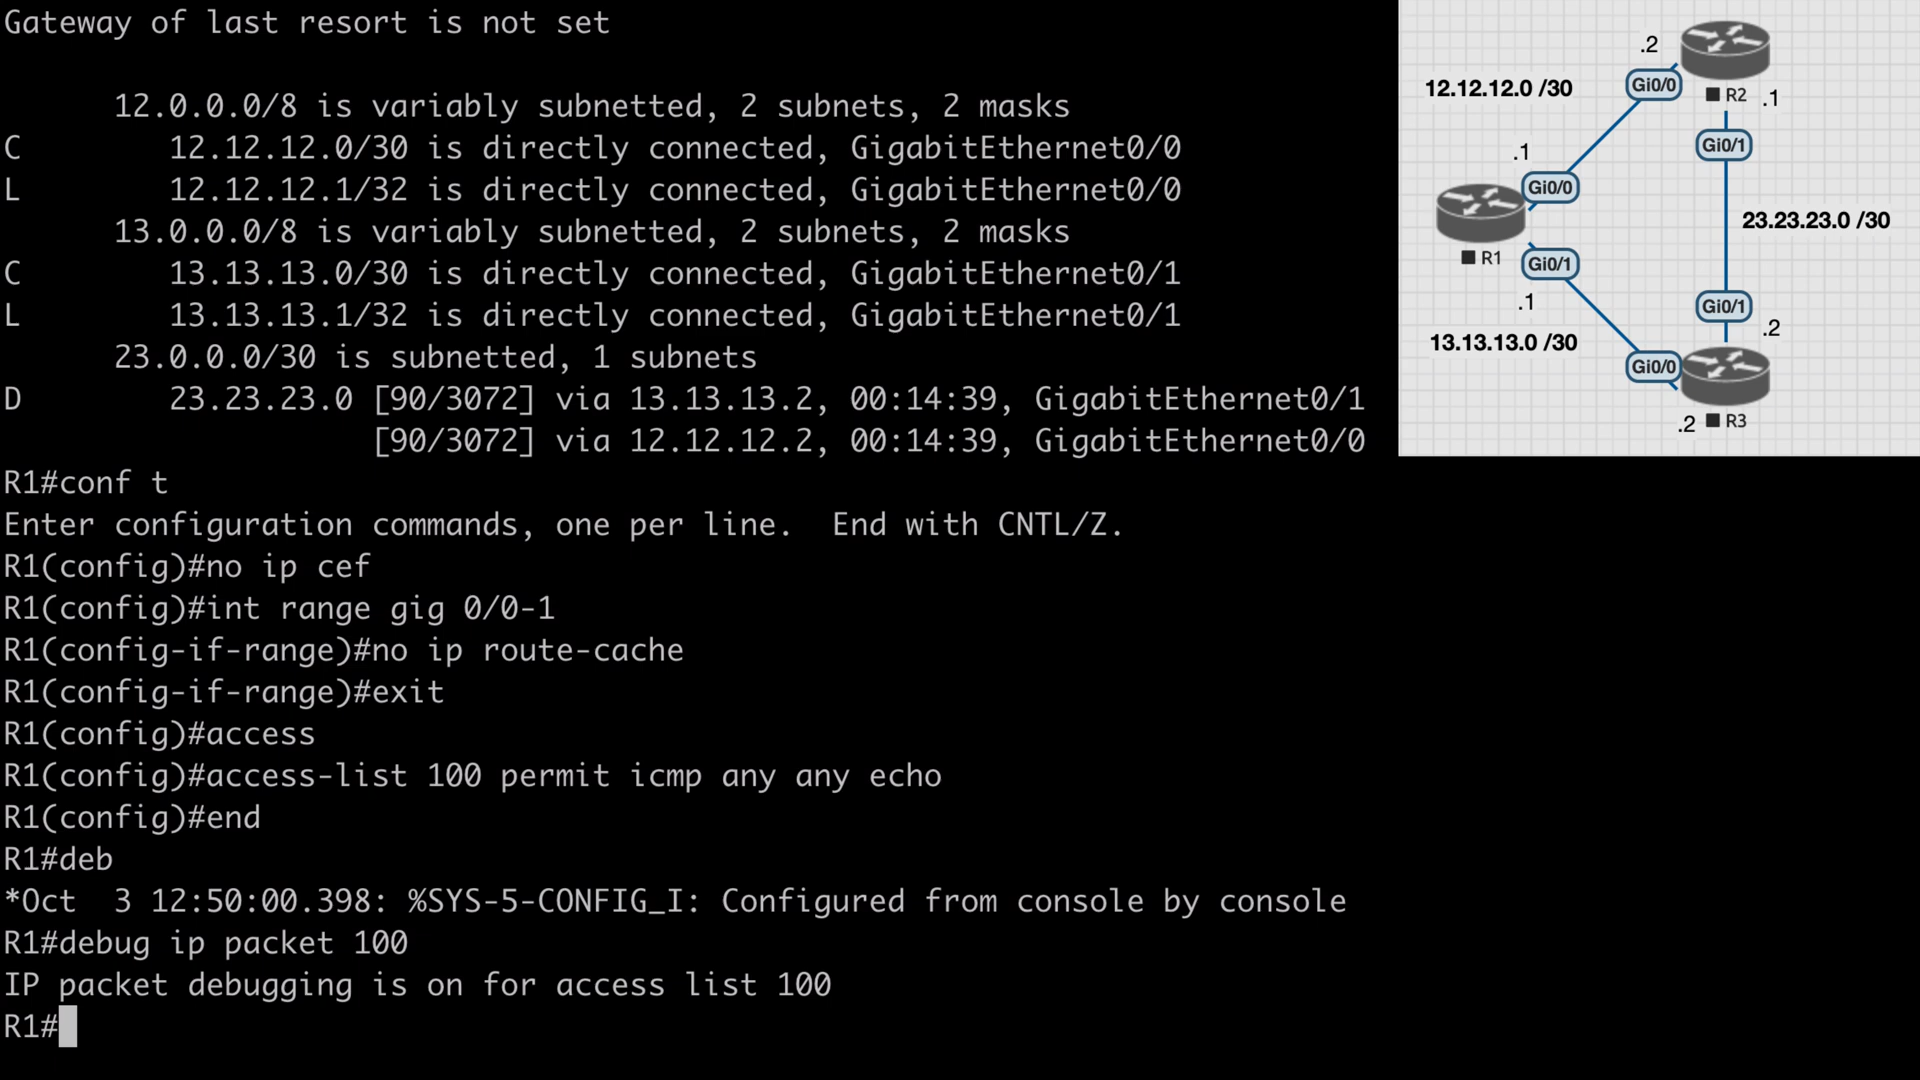 Gateway of last resort is not set
12.0.0.0/8 is variably subnetted, 2 subnets, 2 masks
C 12.12.12.0/30 is directly connected, GigabitEthernet0/0
L 12.12.12.1/32 is directly connected, GigabitEthernet0/0
13.0.0.0/8 is variably subnetted, 2 subnets, 2 masks
C 13.13.13.0/30 is directly connected, GigabitEthernet0/1
L 13.13.13.1/32 is directly connected, GigabitEthernet0/1
23.0.0.0/30 is subnetted, 1 subnets
D 23.23.23.0 [90/3072] via 13.13.13.2, 00:14:39, GigabitEthernet0/1
[90/3072] via 12.12.12.2, 00:14:39, GigabitEthernet0/0
R1#conf t
Enter configuration commands, one per line.  End with CNTL/Z.
R1(config)#no ip cef
R1(config)#int range gig 0/0-1
R1(config-if-range)#no ip route-cache
R1(config-if-range)#exit
R1(config)#access
R1(config)#access-list 100 permit icmp any any echo
R1(config)#end
R1#deb
*Oct  3 12:50:00.398: %SYS-5-CONFIG_I: Configured from console by console
R1#debug ip packet 100
IP packet debugging is on for access list 100
R1#
.2
12.12.12.0 /30
Gi0/0
R2
.1
Gi0/1
.1
Gi0/0
23.23.23.0 /30
R1
Gi0/1
.1
Gi0/1
.2
13.13.13.0 /30
Gi0/0
.2
R3